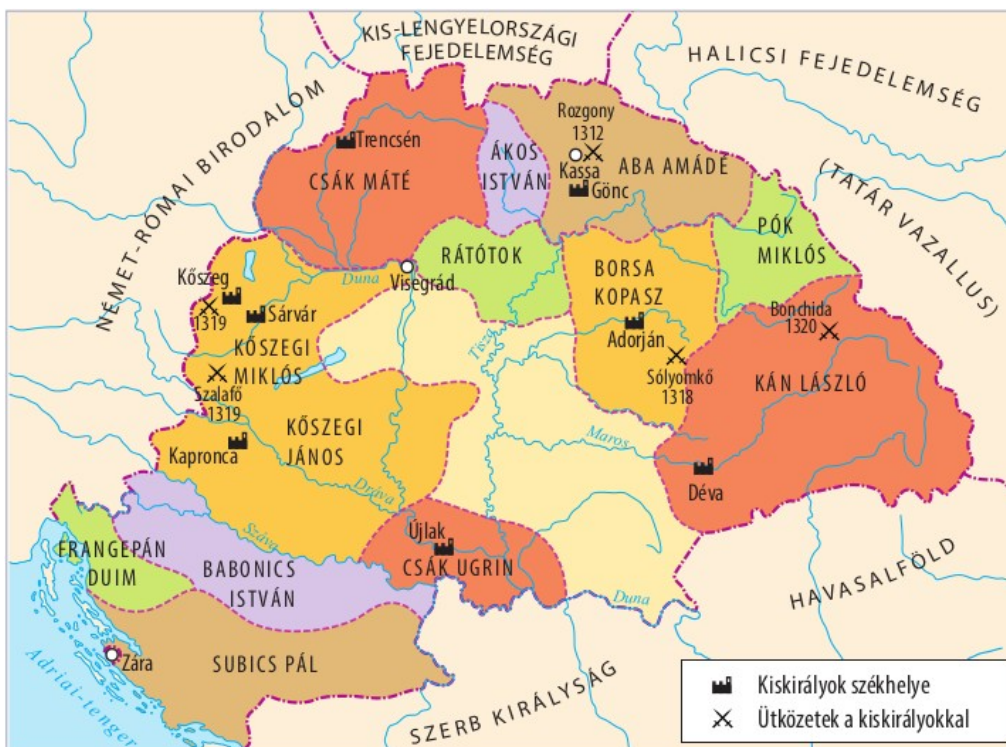 KIS-LENGYELORSZÁGI
FEJEDELEMSÉG
HALICSI FEJEDELEMSÉG
(TATÁR VAZALLUS)
NÉMET-RÓMAI BIRODALOM
Trencsén
CSÁK MÁTÉ
ÁKOS
ISTVÁN
Rozgony
1312
Kassa
ABA AMADÉ
Gönc
PÓK
MIKLÓS
RÁTÓTOK
BORSA
KOPASZ
Adorján
Sólyomkő
1318
Bonchida
1320
KÁN LÁSZLÓ
Duna
Visegrád
Kőszeg
1319
Sárvár
KŐSZEGI
MIKLÓS
Szalafő
1319
Tisza
KŐSZEGI
JÁNOS
Kapronca
Maros
Déva
Dráva
Száva
Újlak
CSÁK UGRIN
FRANGEPÁN
DUIM
BABONICS
ISTVÁN
Duna
HAVASALFÖLD
Zára
SUBICS PÁL
Adriai-tenger
SZERB KIRÁLYSÁG
Kiskirályok székhelye
Ütközetek a kiskirályokkal